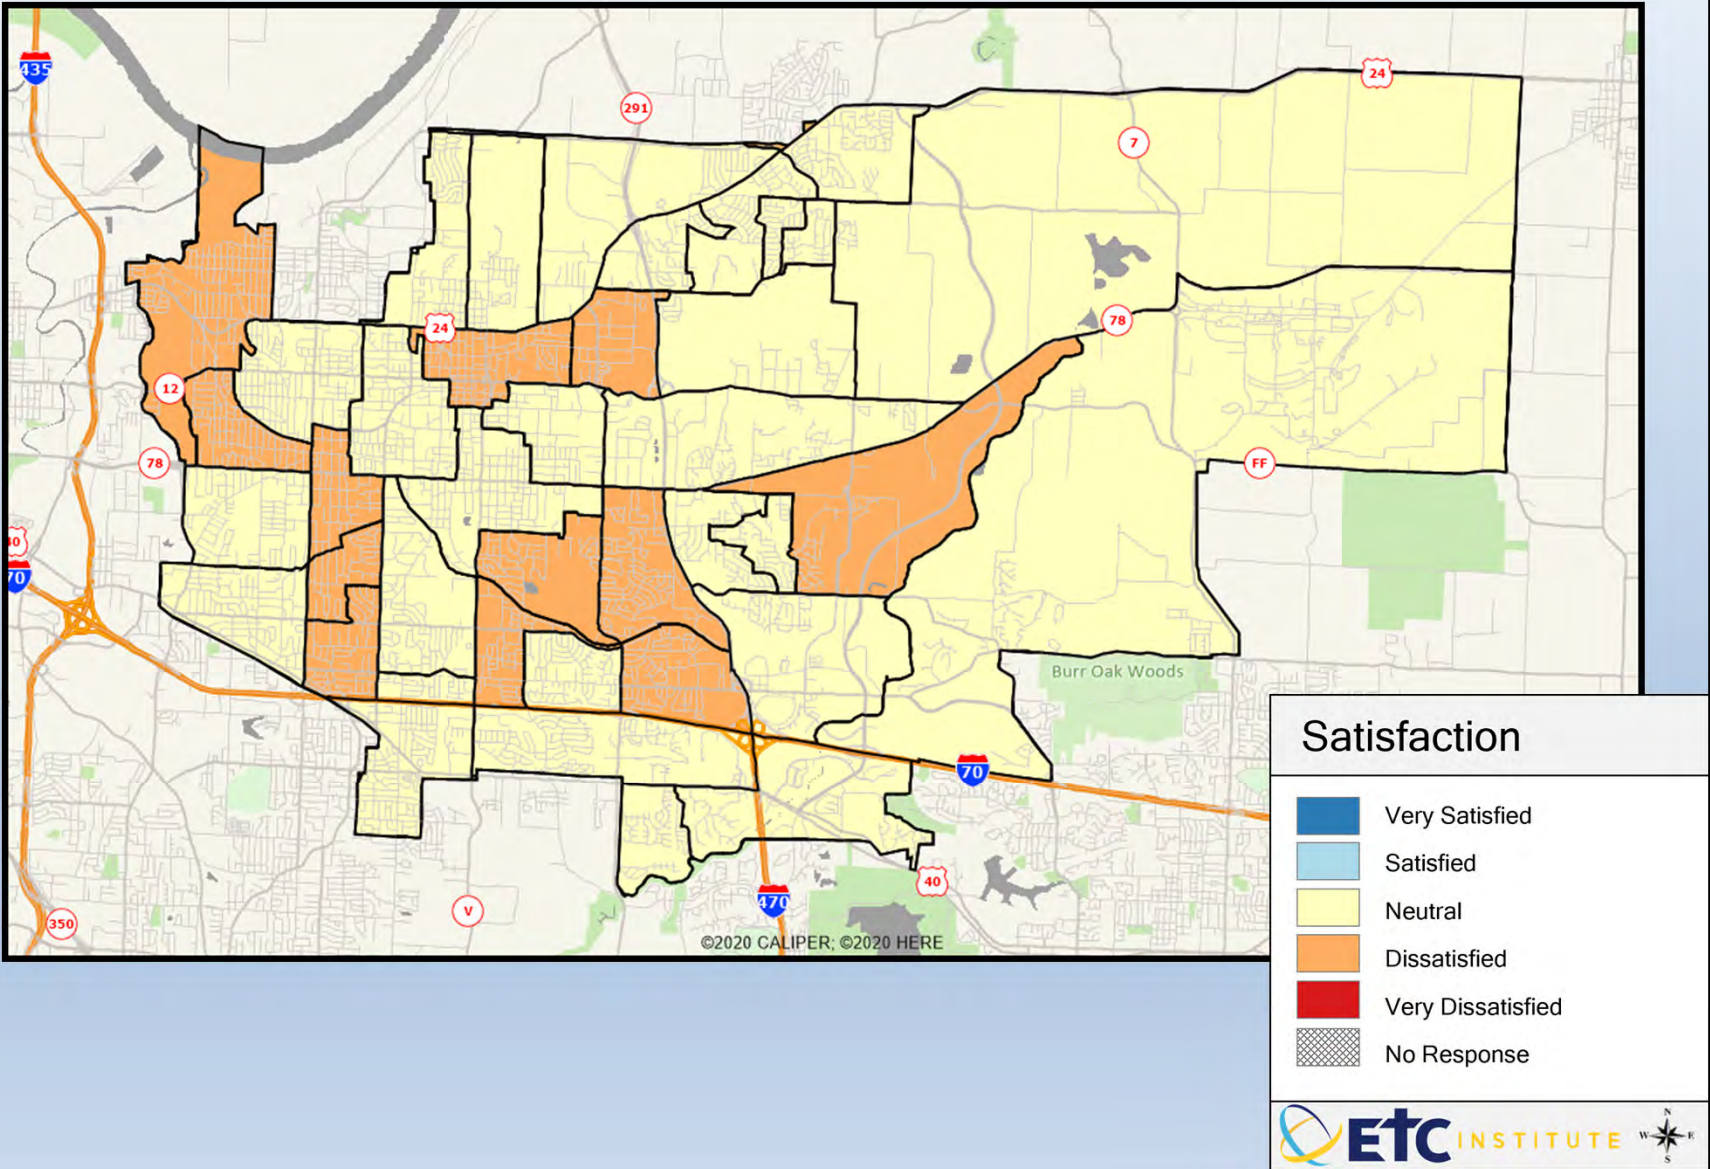 435
291
24
7
24
78
12
78
FF
40
70
Burr Oak Woods
70
40
V
470
350
©2020 CALIPER; ©2020 HERE
Satisfaction
Very Satisfied
Satisfied
Neutral
Dissatisfied
Very Dissatisfied
No Response
ETC INSTITUTE
N
W E
S